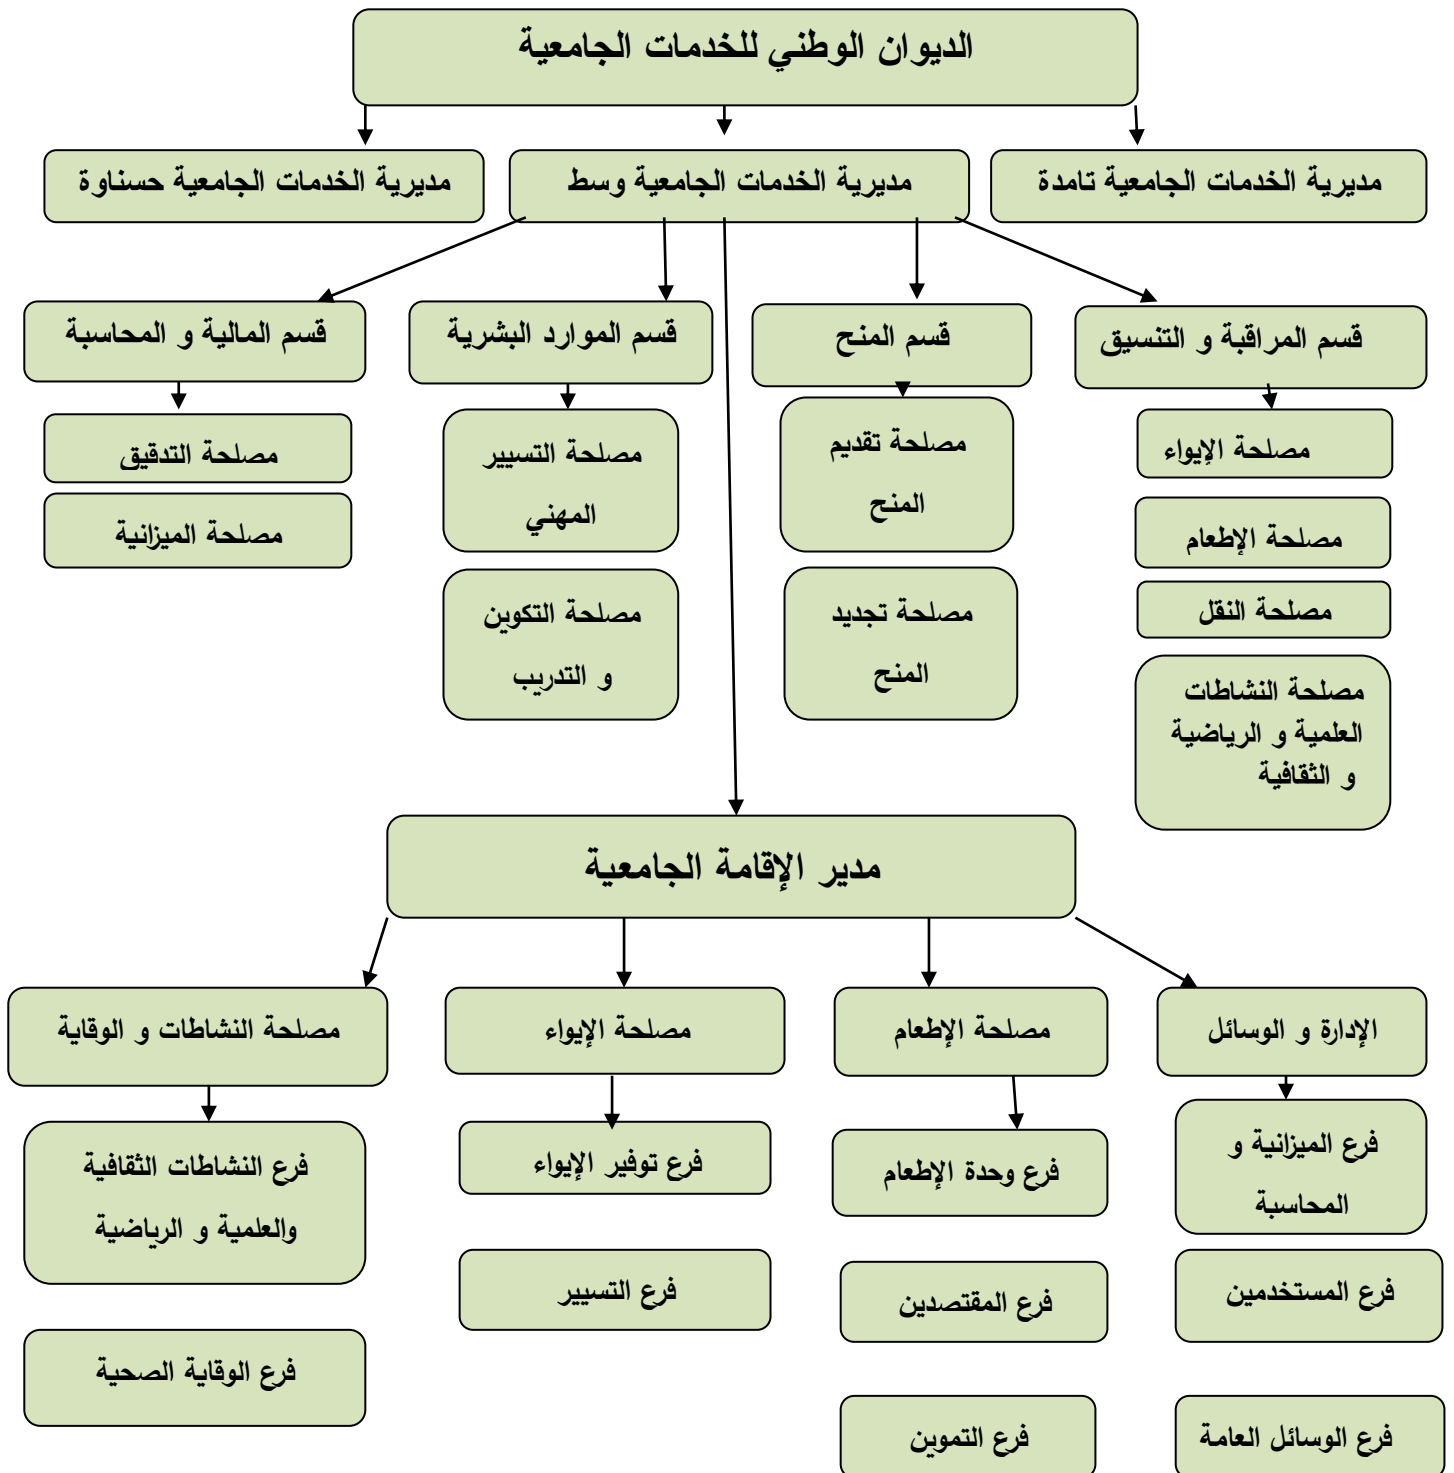 الديوان الوطني للخدمات الجامعية
مديرية الخدمات الجامعية تامدة
مديرية الخدمات الجامعية وسط
مديرية الخدمات الجامعية حسناوة
قسم المراقبة و التنسيق
قسم المنح
قسم الموارد البشرية
قسم المالية و المحاسبة
مصلحة الإيواء
مصلحة الإطعام
مصلحة النقل
مصلحة النشاطات
العلمية و الرياضية
و الثقافية
مصلحة تقديم
المنح
مصلحة تجديد
المنح
مصلحة التسيير
المهني
مصلحة التكوين
و التدريب
مصلحة التدقيق
مصلحة الميزانية
مدير الإقامة الجامعية
الإدارة و الوسائل
مصلحة الإطعام
مصلحة الإيواء
مصلحة النشاطات و الوقاية
فرع الميزانية و
المحاسبة
فرع المستخدمين
فرع الوسائل العامة
فرع وحدة الإطعام
فرع المقتصدين
فرع التموين
فرع توفير الإيواء
فرع التسيير
فرع النشاطات الثقافية
والعلمية و الرياضية
فرع الوقاية الصحية